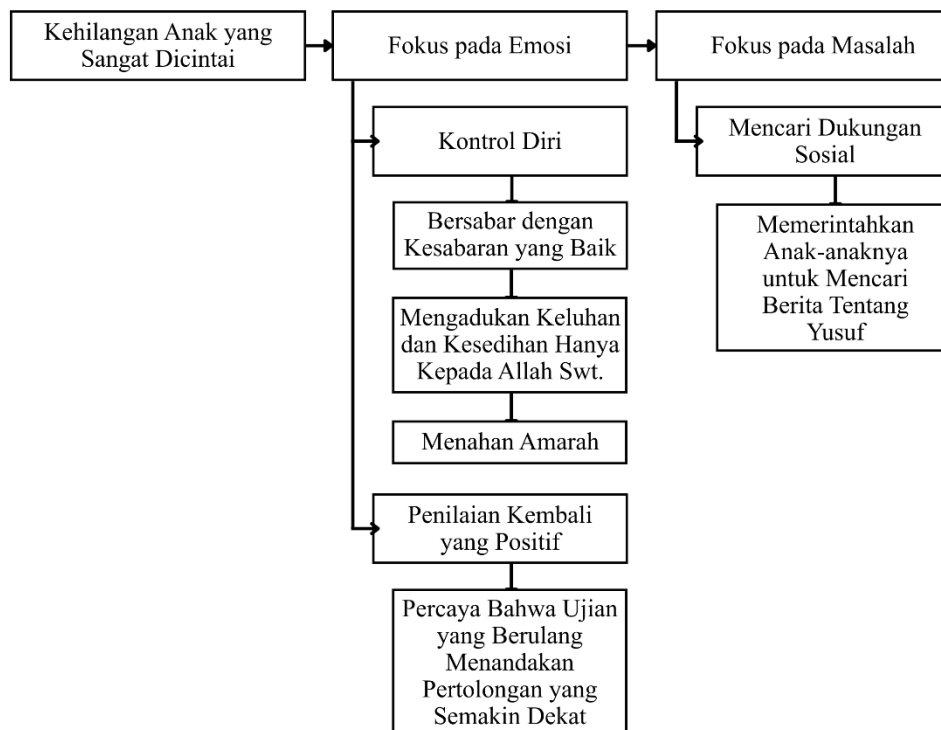 Kehilangan Anak yang
Sangat Dicintai
Fokus pada Emosi
Fokus pada Masalah
Kontrol Diri
Bersabar dengan
Kesabaran yang Baik
Mengadukan Keluhan
dan Kesedihan Hanya
Kepada Allah Swt.
Menahan Amarah
Penilaian Kembali
yang Positif
Percaya Bahwa Ujian
yang Berulang
Menandakan
Pertolongan yang
Semakin Dekat
Mencari Dukungan
Sosial
Memerintahkan
Anak-anaknya
untuk Mencari
Berita Tentang
Yusuf